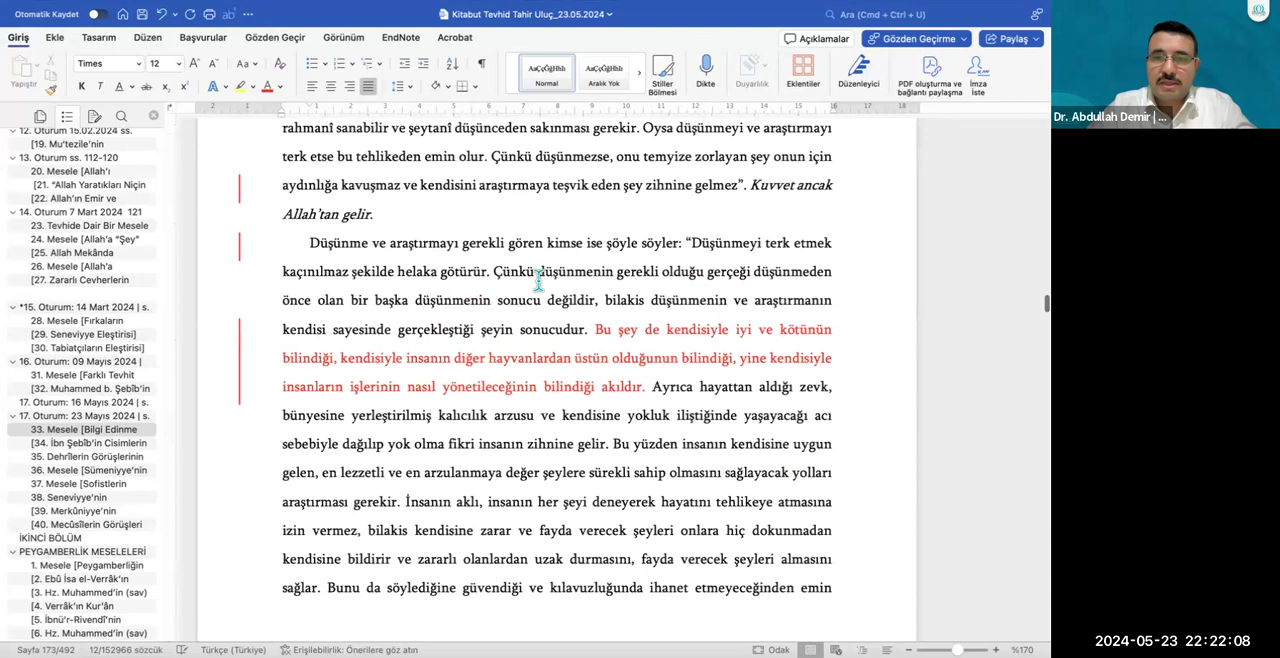 Otomatik Kaydet
Kitabut Tevhid Tahir Uluç_23.05.2024
Ara (Cmd + Ctrl + U)
Giriş Ekle Tasarım Düzen Başvurular Gözden Geçir Görünüm EndNote Acrobat
Açıklamalar Gözden Geçirme Paylaş
Yapıştır
Times 12
K T A
AaÇçĞğHh AaÇçĞğHh
Normal Aralık Yok
Stiller Bölmesi
Dikte
Duyarlılık
Eklentiler
Düzenleyici
PDF oluşturma ve bağlantı paylaşma
İmza İste
12. Oturum 15.02.2024 ss.
[19. Mu'tezile'nin
13. Oturum ss. 112-120
20. Mesele [Allah'ı
[21. "Allah Yaratıkları Niçin
[22. Allah'ın Emir ve
14. Oturum 7 Mart 2024 121
23. Tevhide Dair Bir Mesele
24. Mesele [Allah'a "Şey"
[25. Allah Mekânda
26. Mesele [Allah'a
[27. Zararlı Cevherlerin
*15. Oturum: 14 Mart 2024 | s.
28. Mesele [Fırkaların
[29. Seneviyye Eleştirisi]
[30. Tabiatçıların Eleştirisi]
16. Oturum: 09 Mayıs 2024 |
31. Mesele [Farklı Tevhit
[32. Muhammed b. Şebîb'in
17. Oturum: 16 Mayıs 2024 | s.
17. Oturum: 23 Mayıs 2024 | s.
33. Mesele [Bilgi Edinme
[34. İbn Şebîb'in Cisimlerin
35. Dehrîlerin Görüşlerinin
36. Mesele [Sümeniyye'nin
37. Mesele [Sofistlerin
38. Seneviyye'nin
[39. Merkûniyye'nin
[40. Mecûsîlerin Görüşleri
İKİNCİ BÖLÜM
PEYGAMBERLİK MESELELERİ
1. Mesele [Peygamberliğin
[2. Ebû İsa el-Verrâk'ın
[3. Hz. Muhammed'in (sav)
[4. Verrâk'ın Kur'ân
[5. İbnü'r-Rivendî'nin
[6. Hz. Muhammed'in (sav)
rahmanî sanabilir ve şeytanî düşünceden sakınması gerekir. Oysa düşünmeyi ve araştırmayı
terk etse bu tehlikeden emin olur. Çünkü düşünmezse, onu temyize zorlayan şey onun için
aydınlığa kavuşmaz ve kendisini araştırmaya teşvik eden şey zihnine gelmez". Kuvvet ancak
Allah'tan gelir.
Düşünme ve araştırmayı gerekli gören kimse ise şöyle söyler: "Düşünmeyi terk etmek
kaçınılmaz şekilde helaka götürür. Çünkü düşünmenin gerekli olduğu gerçeği düşünmeden
önce olan bir başka düşünmenin sonucu değildir, bilakis düşünmenin ve araştırmanın
kendisi sayesinde gerçekleştiği şeyin sonucudur. Bu şey de kendisiyle iyi ve kötünün
bilindiği, kendisiyle insanın diğer hayvanlardan üstün olduğunun bilindiği, yine kendisiyle
insanların işlerinin nasıl yönetileceğinin bilindiği akıldır. Ayrıca hayattan aldığı zevk,
bünyesine yerleştirilmiş kalıcılık arzusu ve kendisine yokluk iliştiğinde yaşayacağı acı
sebebiyle dağılıp yok olma fikri insanın zihnine gelir. Bu yüzden insanın kendisine uygun
gelen, en lezzetli ve en arzulanmaya değer şeylere sürekli sahip olmasını sağlayacak yolları
araştırması gerekir. İnsanın aklı, insanın her şeyi deneyerek hayatını tehlikeye atmasına
izin vermez, bilakis kendisine zarar ve fayda verecek şeyleri onlara hiç dokunmadan
kendisine bildirir ve zararlı olanlardan uzak durmasını, fayda verecek şeyleri almasını
sağlar. Bunu da söylediğine güvendiği ve kılavuzluğunda ihanet etmeyeceğinden emin
Sayfa 173/492 12/152966 sözcük Türkçe (Türkiye) Erişilebilirlik: Önerilere göz atın Odak %170
Dr. Abdullah Demir | ...
2024-05-23 22:22:08